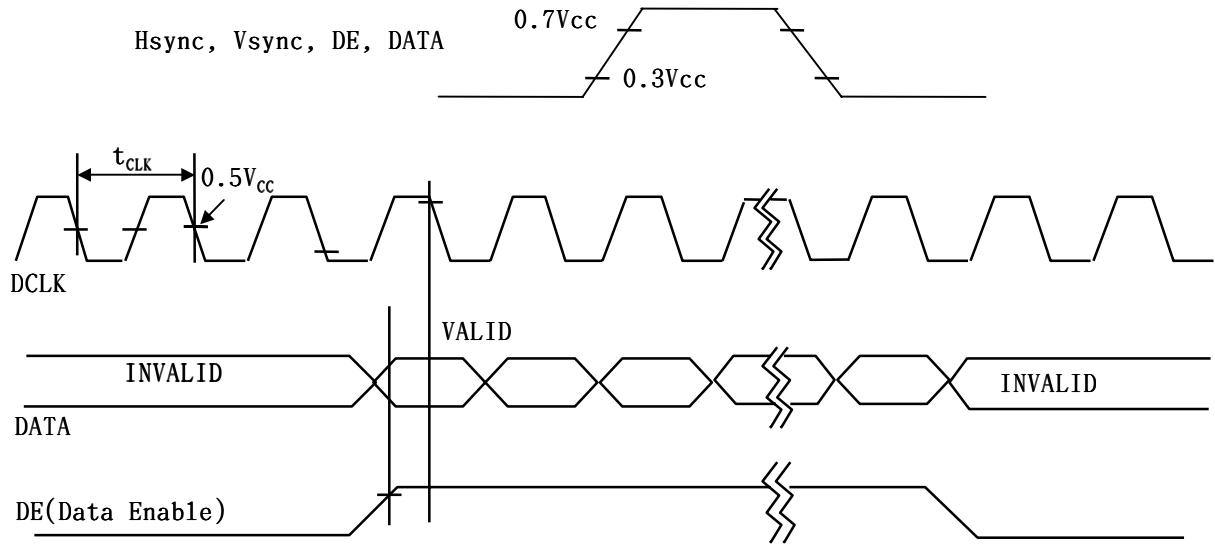 0.7Vcc
Hsync, Vsync, DE, DATA
0.3Vcc
tCLK
0.5VCC
DCLK
VALID
INVALID
INVALID
DATA
DE(Data Enable)